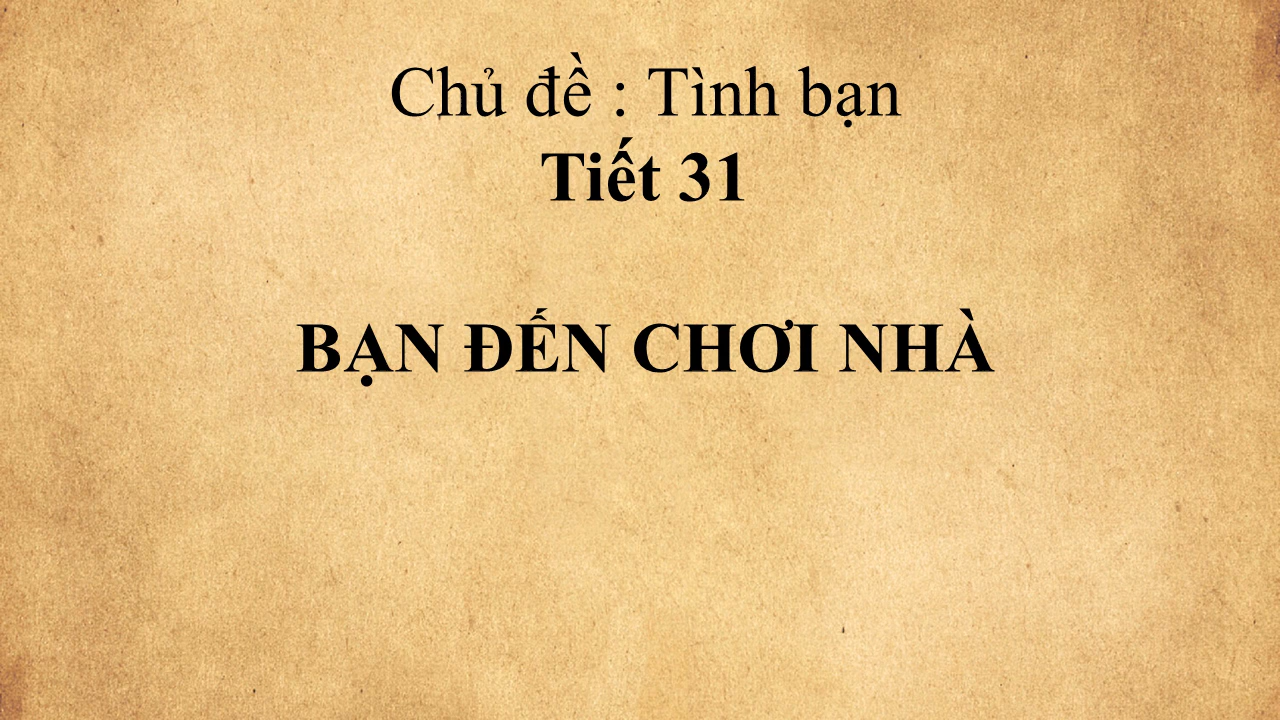 Chủ đề : Tình bạn
Tiết 31
BẠN ĐẾN CHƠI NHÀ